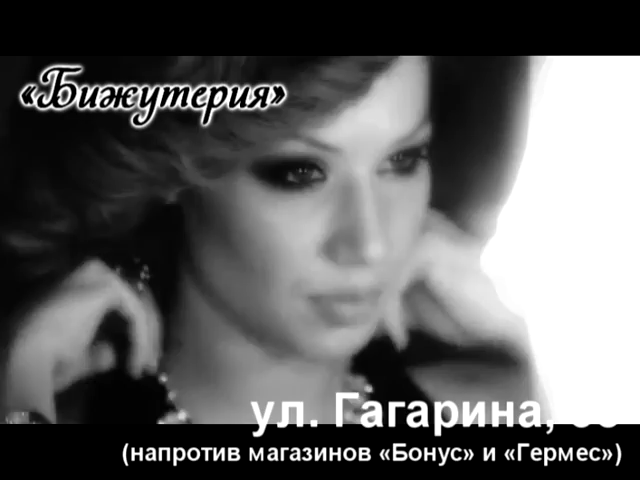 «Бижутерия»
ул. Гагарина,
(напротив магазинов «Бонус» и «Гермес»)